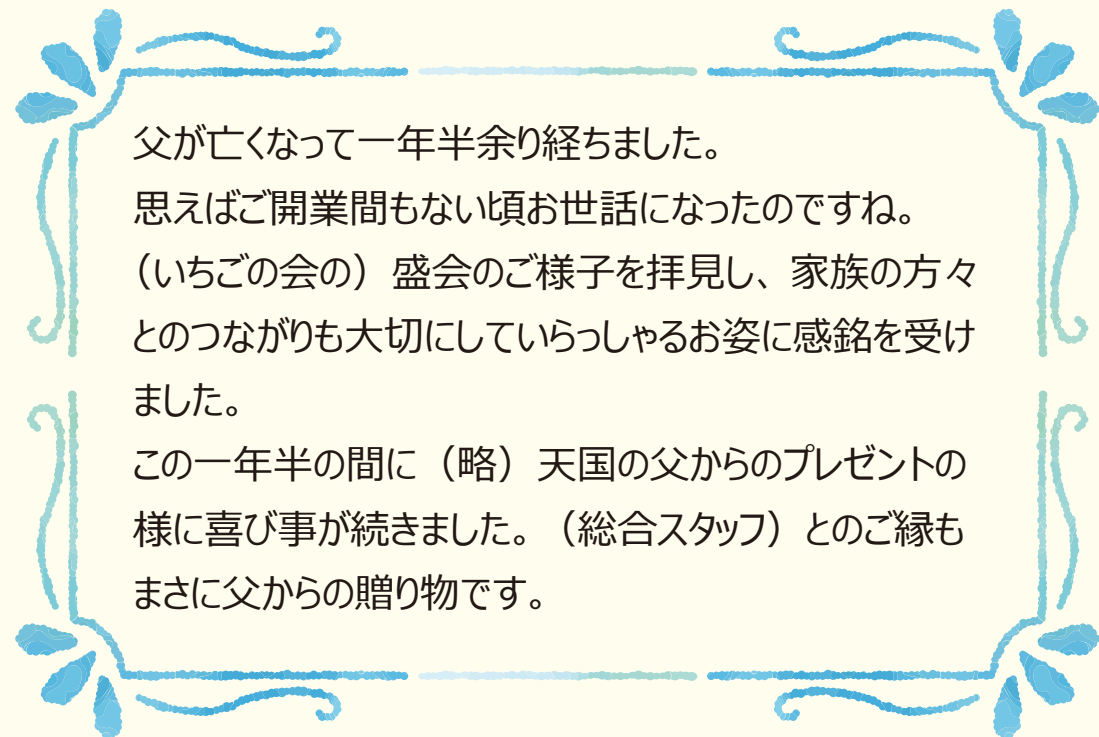 父が亡くなって一年半余り経ちました。
思えばご開業間もない頃お世話になったのですね。
（いちごの会の）盛会のご様子を拝見し、家族の方々
とのつながりも大切にしていらっしゃるお姿に感銘を受け
ました。
この一年半の間に（略）天国の父からのプレゼントの
様に喜び事が続きました。（総合スタッフ）とのご縁も
まさに父からの贈り物です。